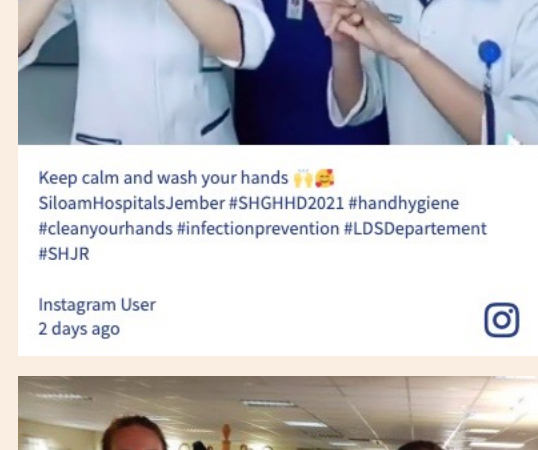 Keep calm and wash your hands 🙌🥰
SiloamHospitalsJember #SHGHHD2021 #handhygiene
#cleanyourhands #infectionprevention #LDSDepartement
#SHJR
Instagram User
2 days ago